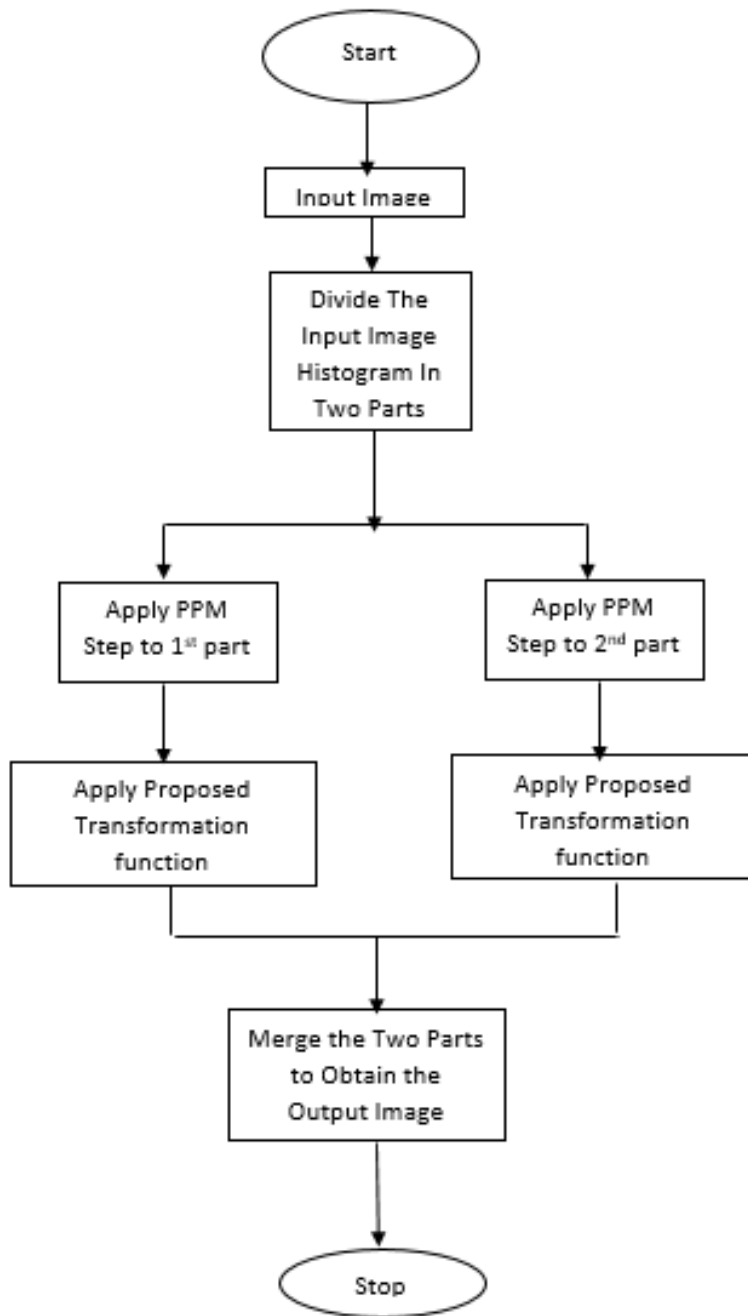 Start
Input Image
Divide The
Input Image
Histogram In
Two Parts
Apply PPM
Step to 1st part
Apply PPM
Step to 2nd part
Apply Proposed
Transformation
function
Apply Proposed
Transformation
function
Merge the Two Parts
to Obtain the
Output Image
Stop